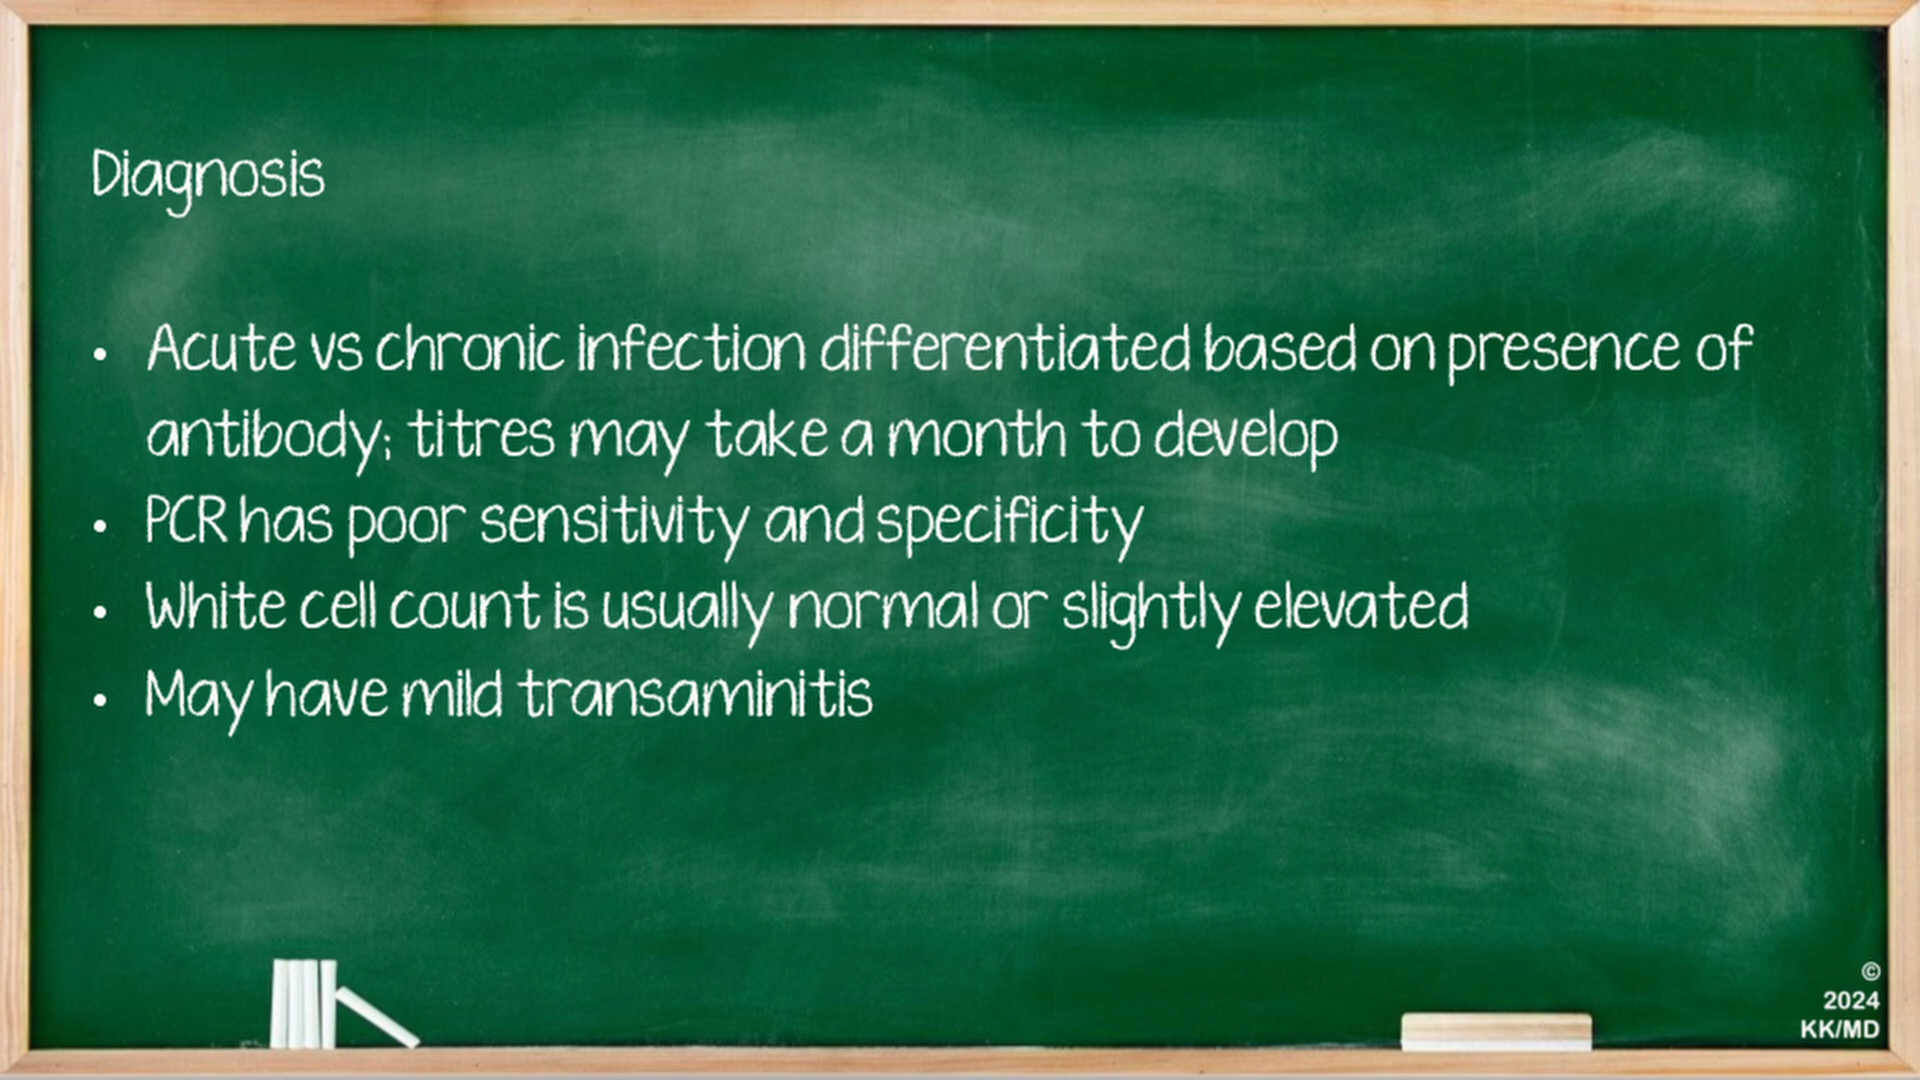 Diagnosis
• Acute vs chronic infection differentiated based on presence of
antibody; titres may take a month to develop
• PCR has poor sensitivity and specificity
• White cell count is usually normal or slightly elevated
• May have mild transaminitis
©
2024
KK/MD